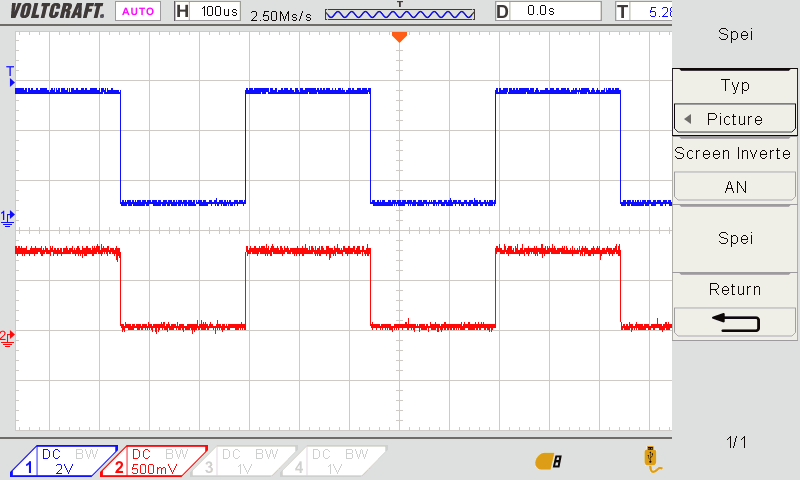 VOLTCRAFT. AUTO H 100us 2.50Ms/s T D 0.0s T 5.28
Spei
Typ
Picture
Screen Inverte
AN
Spei
Return
1/1
T
1
2
1 DC BW 2V
2 DC BW 500mV
3 DC BW 1V
4 DC BW 1V
B